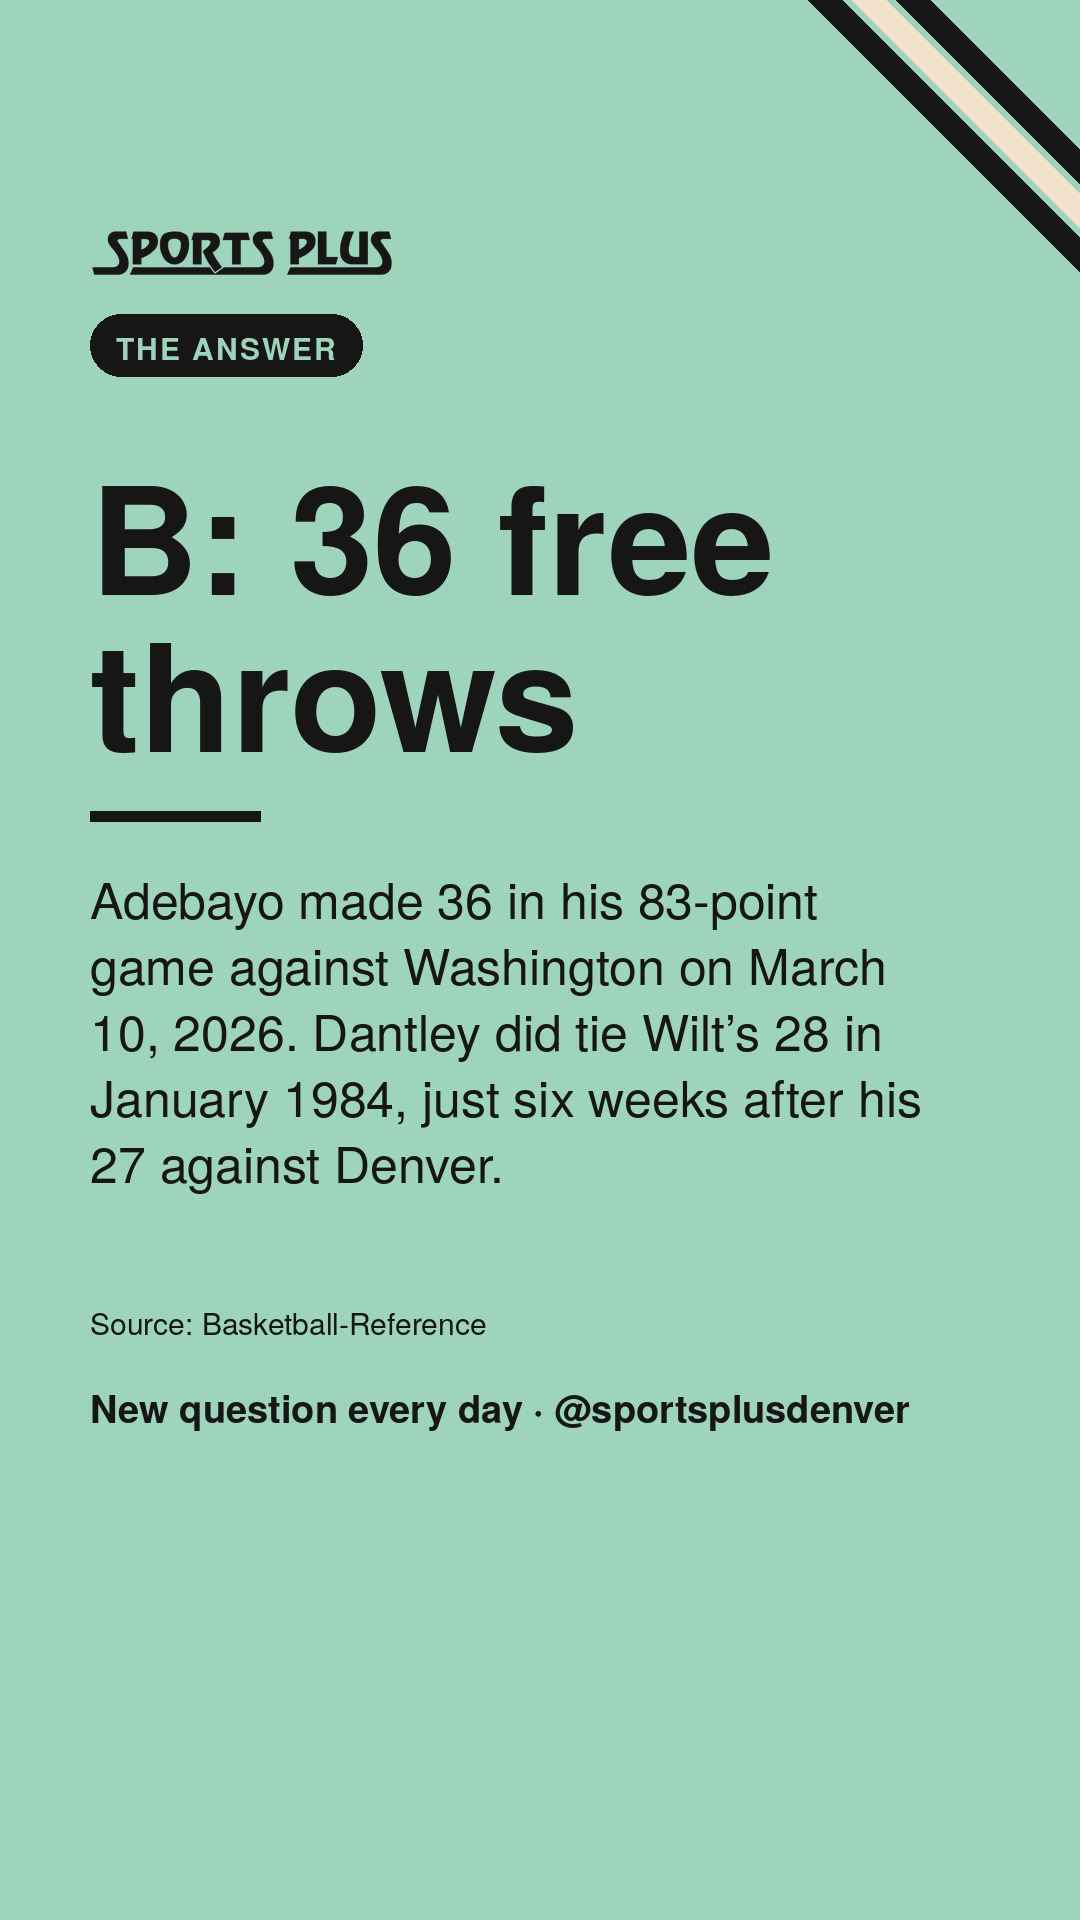 SPORTS PLUS
THE ANSWER
B: 36 free
throws
Adebayo made 36 in his 83-point
game against Washington on March
10, 2026. Dantley did tie Wilt’s 28 in
January 1984, just six weeks after his
27 against Denver.
Source: Basketball-Reference
New question every day · @sportsplusdenver